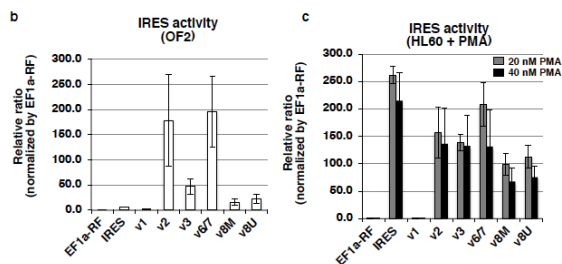 b
IRES activity
(OF2)
Relative ratio
(normalized by EF1a-RF)
300.0
250.0
200.0
150.0
100.0
50.0
0.0
EF1a-RF
IRES
v1
v2
v3
v6/7
v8M
v8U
c
IRES activity
(HL60 + PMA)
Relative ratio
(normalized by EF1a-RF)
300.0
250.0
200.0
150.0
100.0
50.0
0.0
20 nM PMA
40 nM PMA
EF1a-RF
IRES
v1
v2
v3
v6/7
v8M
v8U